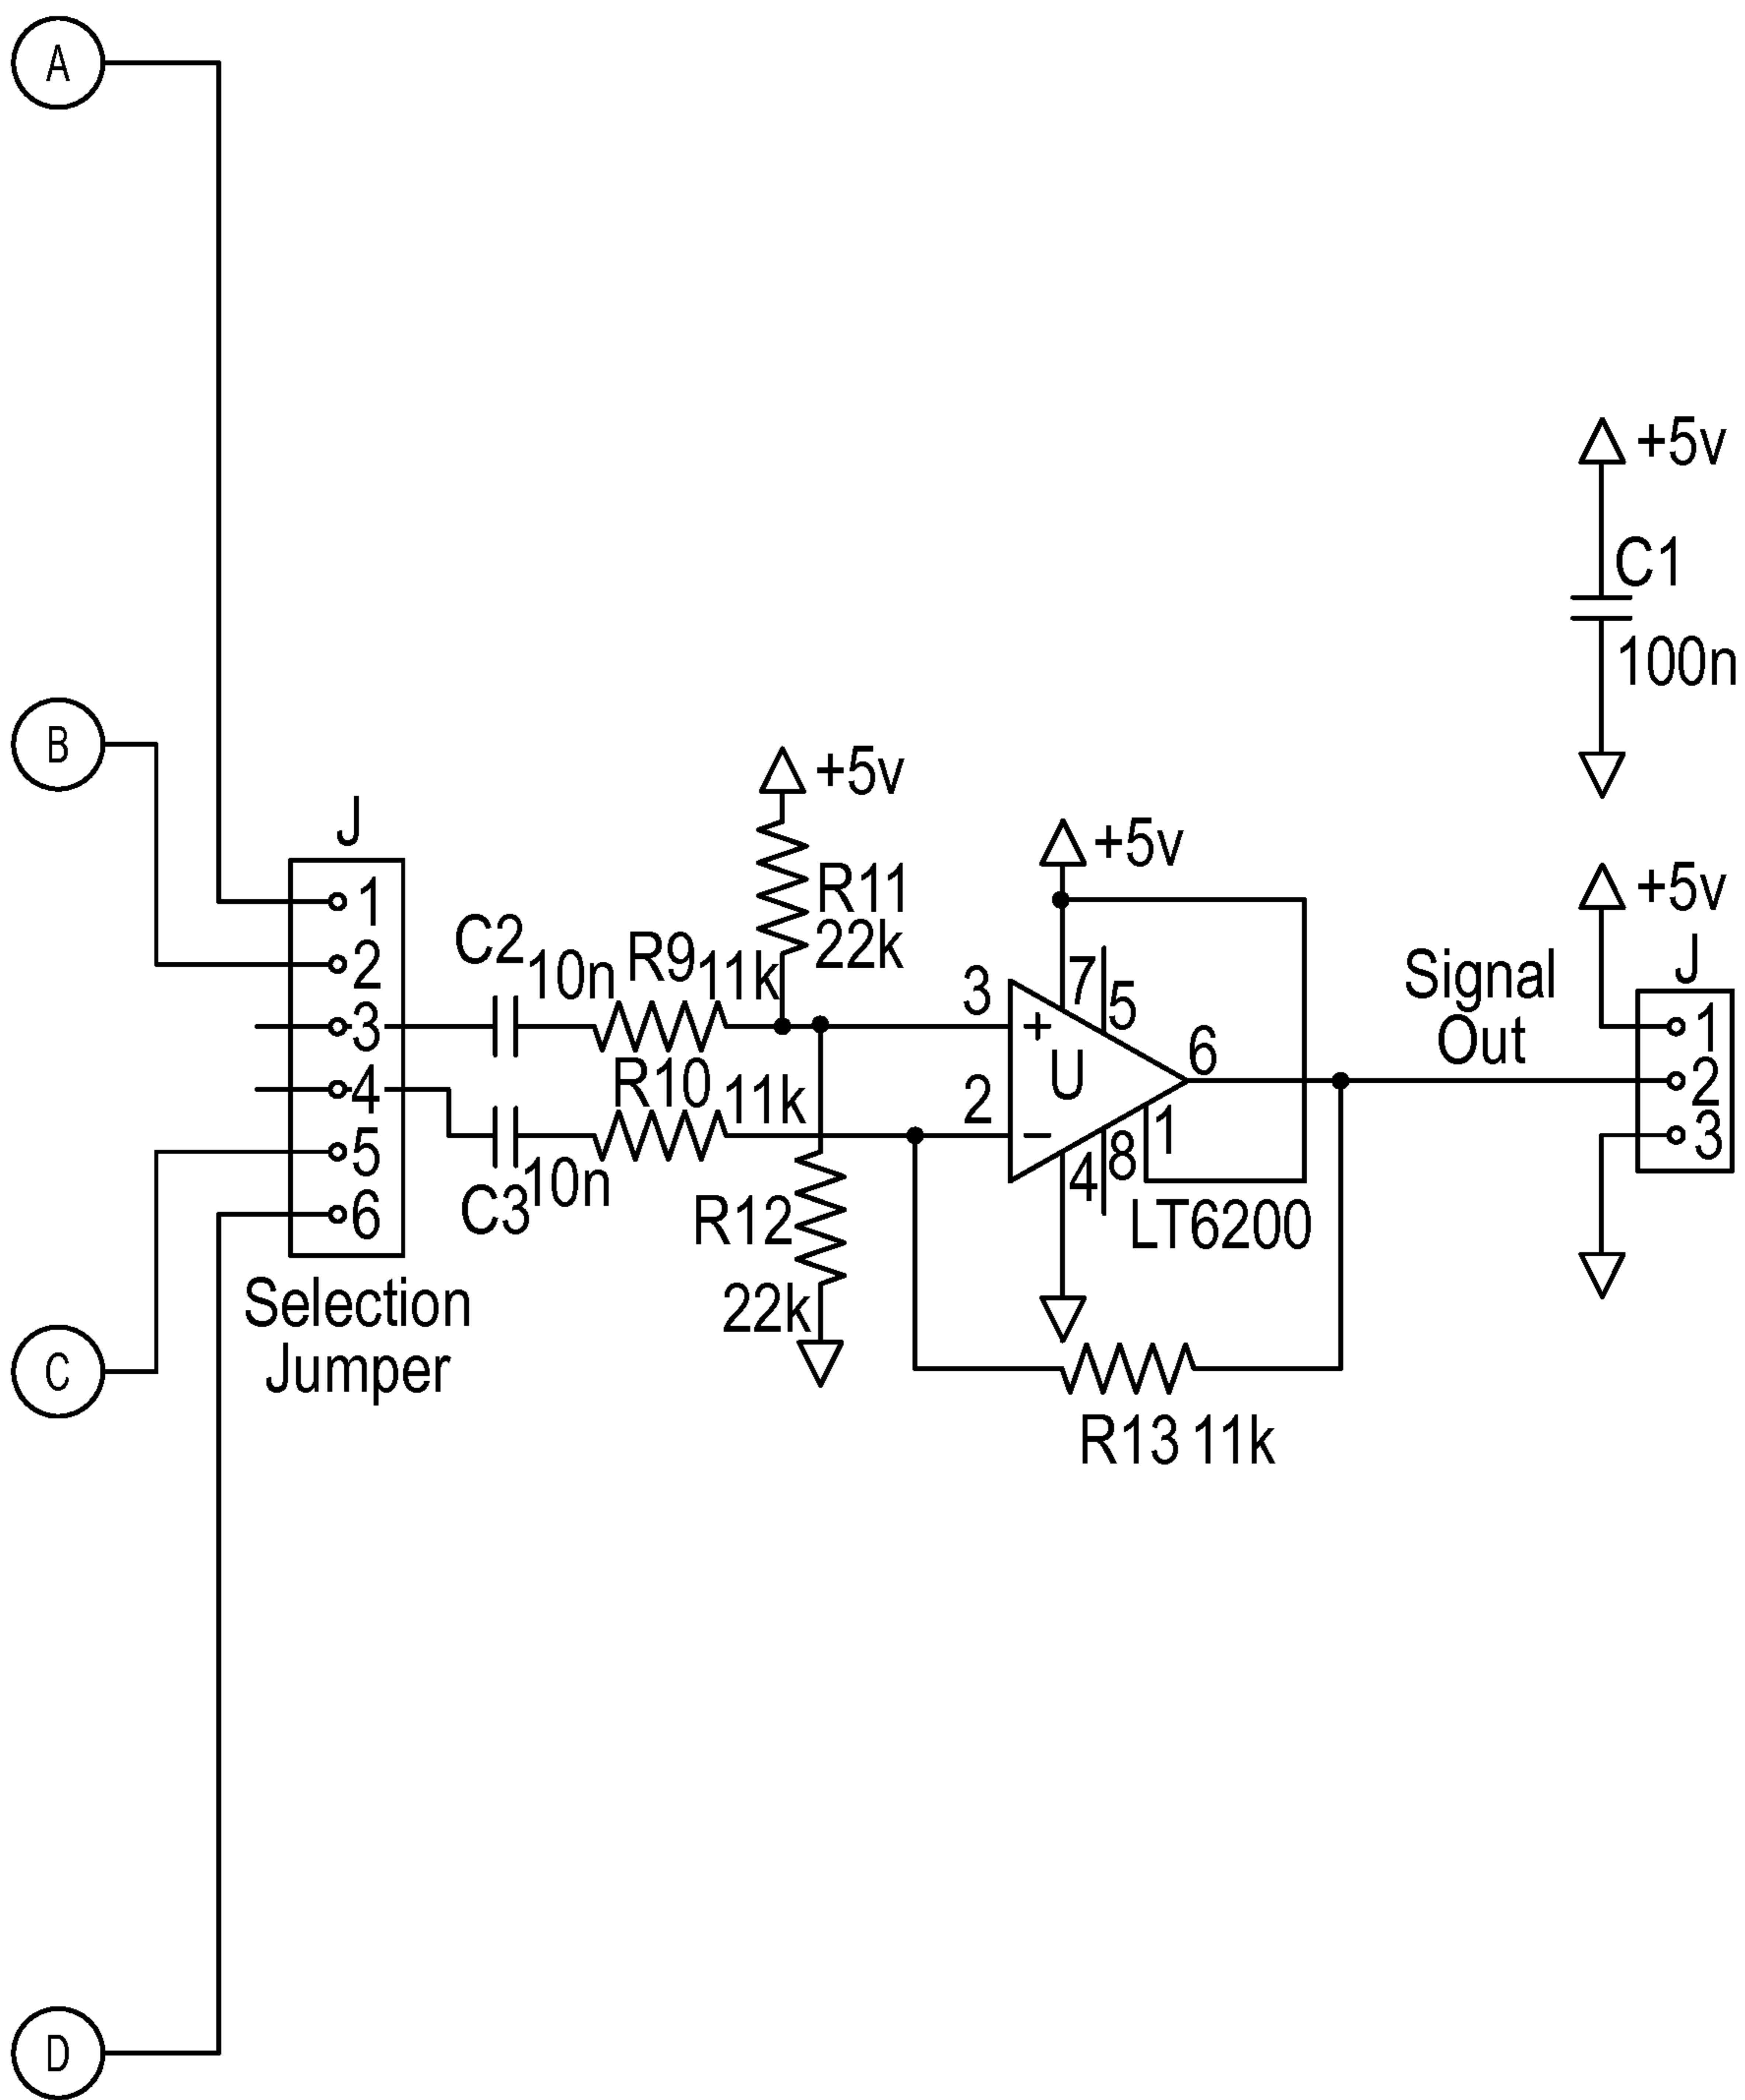 A
+5v
C1
100n
B
+5v
J
+5v
R11
22k
+5v
J
1
C2
10n
R9
11k
2
3
7
5
Signal
Out
1
3
+
U
6
2
4
R10
11k
2
−
3
5
C3
10n
4
8
1
6
R12
LT6200
Selection
Jumper
22k
C
R13
11k
D